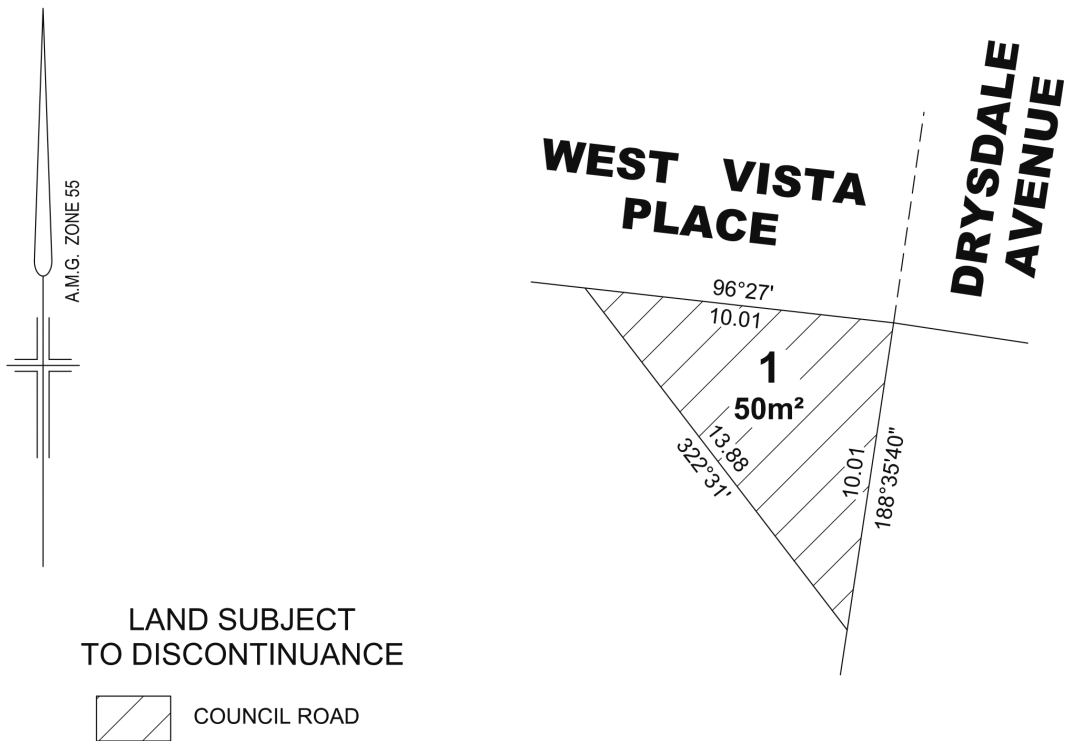 A.M.G. ZONE 55
WEST VISTA
PLACE
DRYSDALE
AVENUE
96°27'
10.01
1
50m²
13.88
322°31'
10.01
188°35'40"
LAND SUBJECT
TO DISCONTINUANCE
COUNCIL ROAD